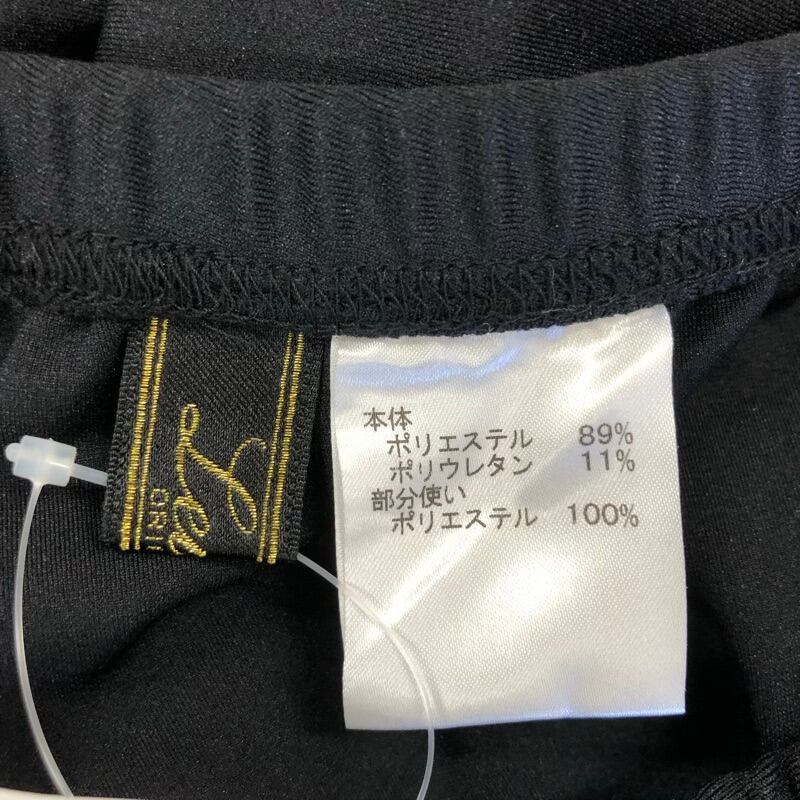 本体
ポリエステル 89%
ポリウレタン 11%
部分使い
ポリエステル 100%